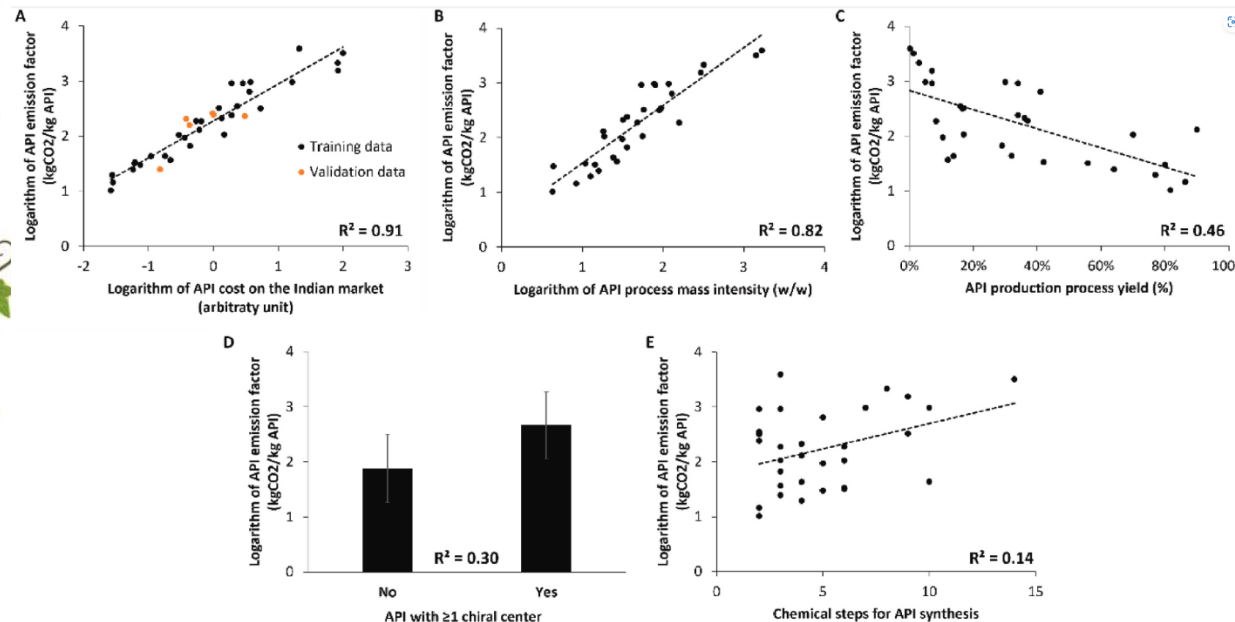 A
Logarithm of API emission factor
(kgCO2/kg API)
4
3
2
1
0
-2
-1
0
1
2
3
Training data
Validation data
R² = 0.91
Logarithm of API cost on the Indian market
(arbitraty unit)
B
Logarithm of API emission factor
(kgCO2/kg API)
4
3
2
1
0
0
1
2
3
4
R² = 0.82
Logarithm of API process mass intensity (w/w)
C
Logarithm of API emission factor
(kgCO2/kg API)
4
3
2
1
0
0%
20%
40%
60%
80%
100
R² = 0.46
API production process yield (%)
D
Logarithm of API emission factor
(kgCO2/kg API)
4
3
2
1
0
R² = 0.30
No
Yes
API with ≥1 chiral center
E
Logarithm of API emission factor
(kgCO2/kg API)
4
3
2
1
0
0
5
10
15
R² = 0.14
Chemical steps for API synthesis